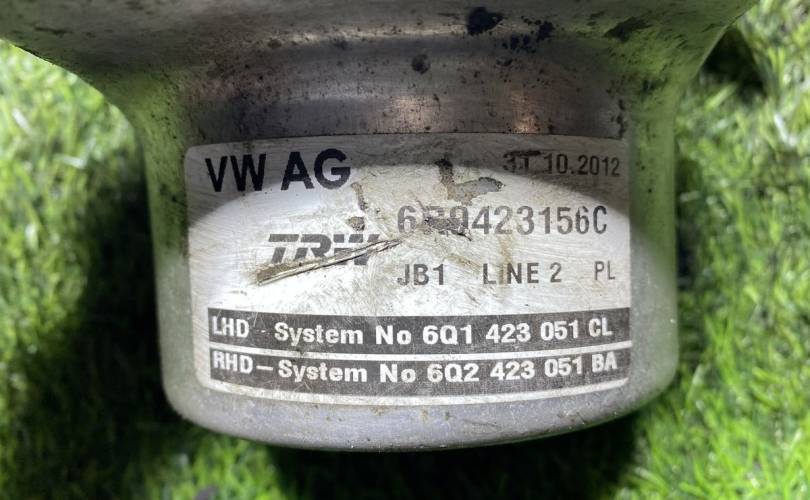 VW AG
31.10.2012
TRW
JB1 LINE 2 PL
LHD - System No 6Q1 423 051 CL
RHD - System No 6Q2 423 051 BA